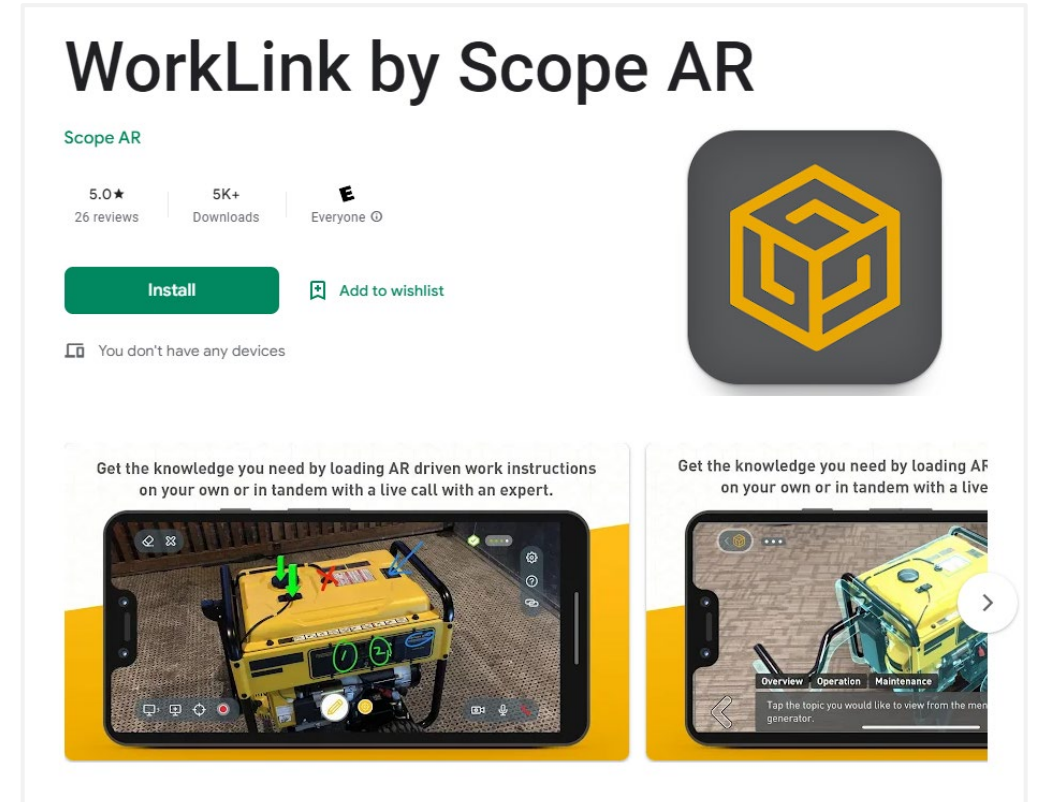 WorkLink by Scope AR
Scope AR
5.0★
26 reviews
5K+
Downloads
E
Everyone
Install
Add to wishlist
You don't have any devices
Get the knowledge you need by loading AR driven work instructions
on your own or in tandem with a live call with an expert.
1 2
Get the knowledge you need by loading AR
on your own or in tandem with a live
Overview Operation Maintenance
Tap the topic you would like to view from the men
generator.